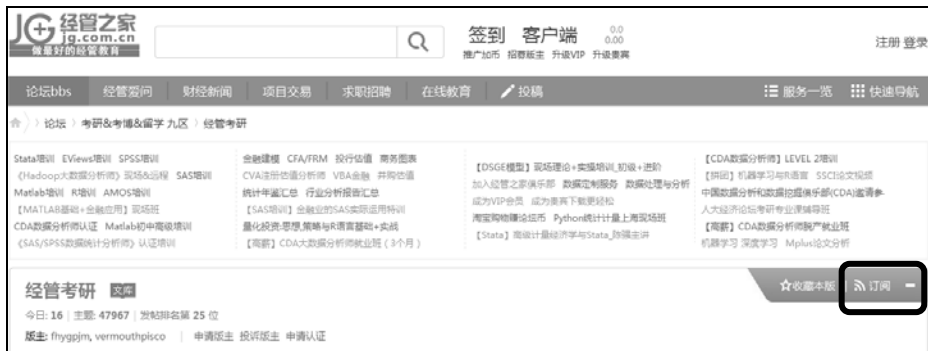 JG 经管之家
jg.com.cn
做最好的经管教育
签到 客户端 0.0 0.00
推广加币 招募版主 升级VIP 升级贵宾
注册 登录
论坛bbs 经管爱问 财经新闻 项目交易 求职招聘 在线教育 投稿 服务一览 快速导航
论坛 考研&考博&留学 九区 经管考研
Stata培训 EViews培训 SPSS培训
《Hadoop大数据分析师》现场&远程 SAS培训
Matlab培训 R培训 AMOS培训
【MATLAB基础+金融应用】现场班
CDA数据分析师认证 Matlab初中高级培训
《SAS/SPSS数据统计分析师》认证培训
金融建模 CFA/FRM 投行估值 商务图表
CVA注册估值分析师 VBA金融 并购估值
统计年鉴汇总 行业分析报告汇总
【SAS培训】金融业的SAS实际运用特训
量化投资:思想,策略与R语言基础+实战
【高薪】CDA大数据分析师就业班（3个月）
【DSGE模型】现场理论+实操培训_初级+进阶
加入经管之家俱乐部 数据定制服务 数据处理与分析
成为VIP会员 成为贵宾下载更轻松
淘宝购物赚论坛币 Python统计计量上海现场班
【Stata】高级计量经济学与Stata_陈强主讲
【CDA数据分析师】LEVEL 2培训
【拼团】机器学习与R语言 SSCI论文视频
中国数据分析和数据挖掘俱乐部(CDA)邀请参..
人大经济论坛考研专业课辅导班
【高薪】CDA数据分析师脱产就业班
机器学习 深度学习 Mplus论文分析
经管考研 文库
收藏本版 订阅
今日: 16 | 主题: 47967 | 发帖排名第 25 位
版主: fhygpjm, vermouthpisco | 申请版主 投诉版主 申请认证